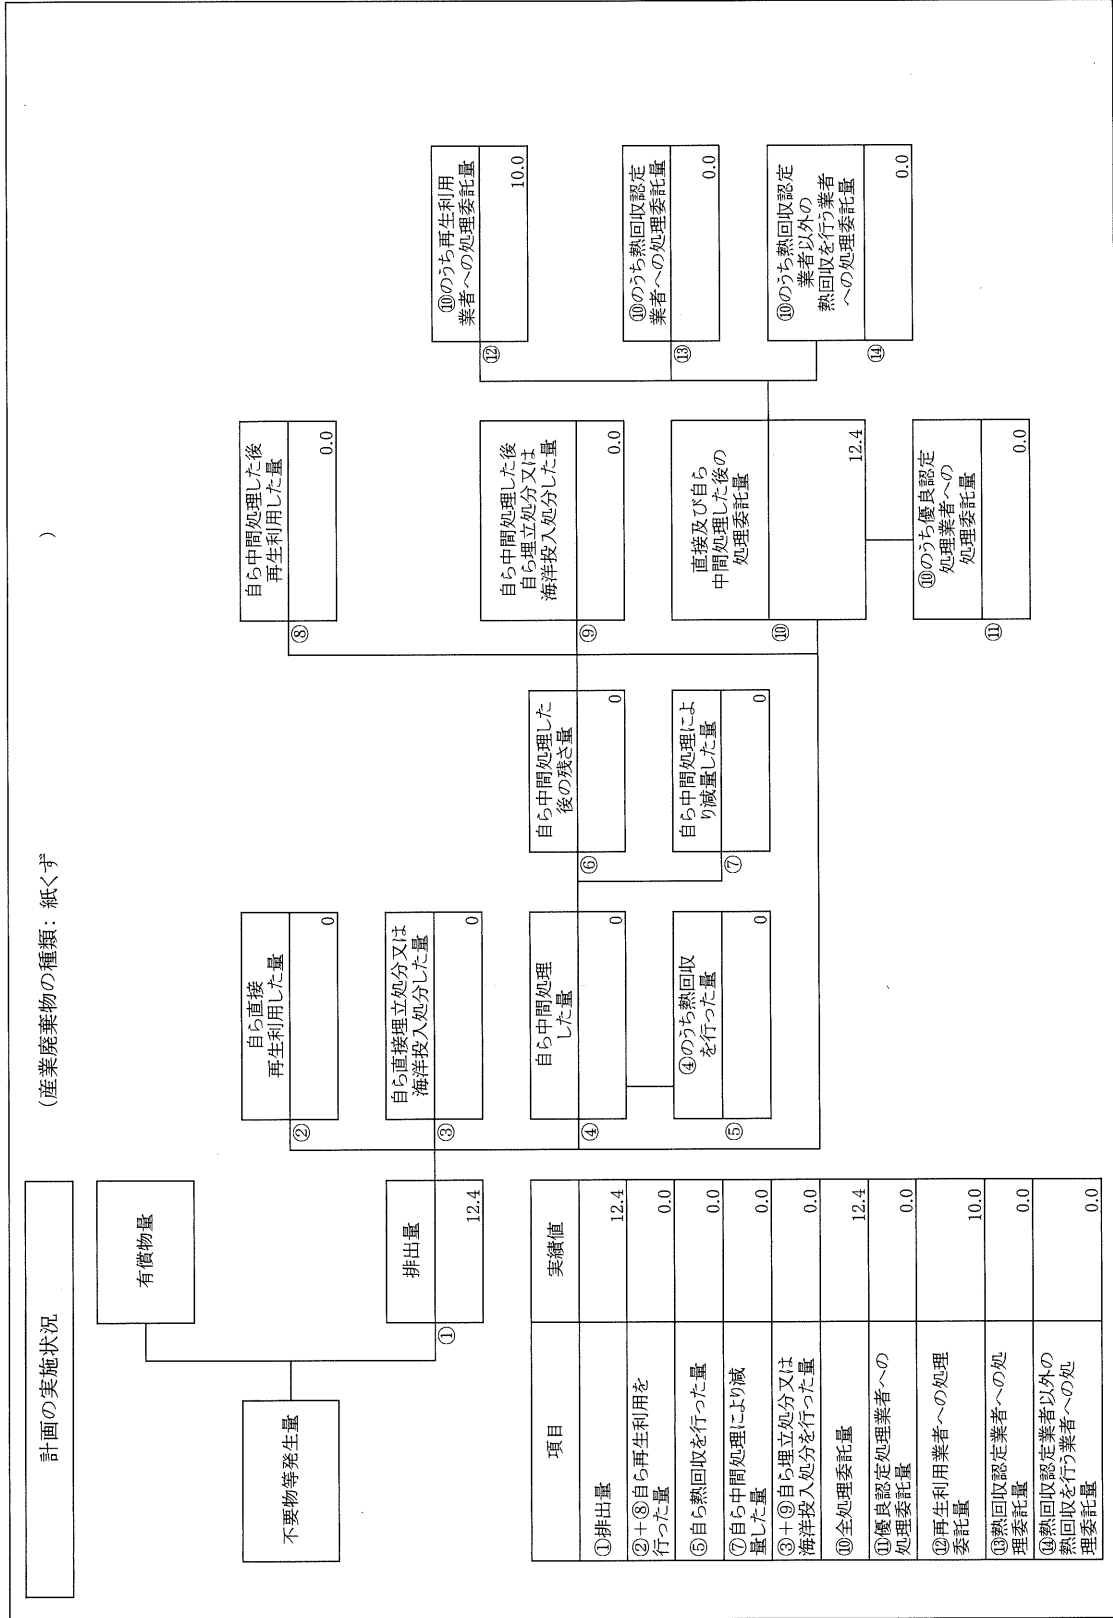 計画の実施状況
(産業廃棄物の種類: 紙くず
)
不要物等発生量
有償物量
排出量
①
12.4
自ら直接
再生利用した量
②
0
自ら直接埋立処分又は
海洋投入処分した量
③
0
自ら中間処理
した量
④
0
④のうち熱回収
を行った量
⑤
0
自ら中間処理した
後の残さ量
⑥
0
自ら中間処理によ
り減量した量
⑦
0
自ら中間処理した後
再生利用した量
⑧
0.0
自ら中間処理した後
自ら埋立処分又は
海洋投入処分した量
⑨
0.0
直接及び自ら
中間処理した後の
処理委託量
⑩
12.4
⑩のうち優良認定
処理業者への
処理委託量
⑪
0.0
⑩のうち再生利用
業者への処理委託量
⑫
10.0
⑩のうち熱回収認定
業者への処理委託量
⑬
0.0
⑩のうち熱回収認定
業者以外の
熱回収を行う業者
への処理委託量
⑭
0.0
項目 実績値
①排出量 12.4
②+⑧自ら再生利用を
行った量 0.0
⑤自ら熱回収を行った量 0.0
⑦自ら中間処理により減
量した量 0.0
③+⑨自ら埋立処分又は
海洋投入処分を行った量 0.0
⑩全処理委託量 12.4
⑪優良認定処理業者への
処理委託量 0.0
⑫再生利用業者への処理
委託量 10.0
⑬熱回収認定業者への処
理委託量 0.0
⑭熱回収認定業者以外の
熱回収を行う業者への処
理委託量 0.0